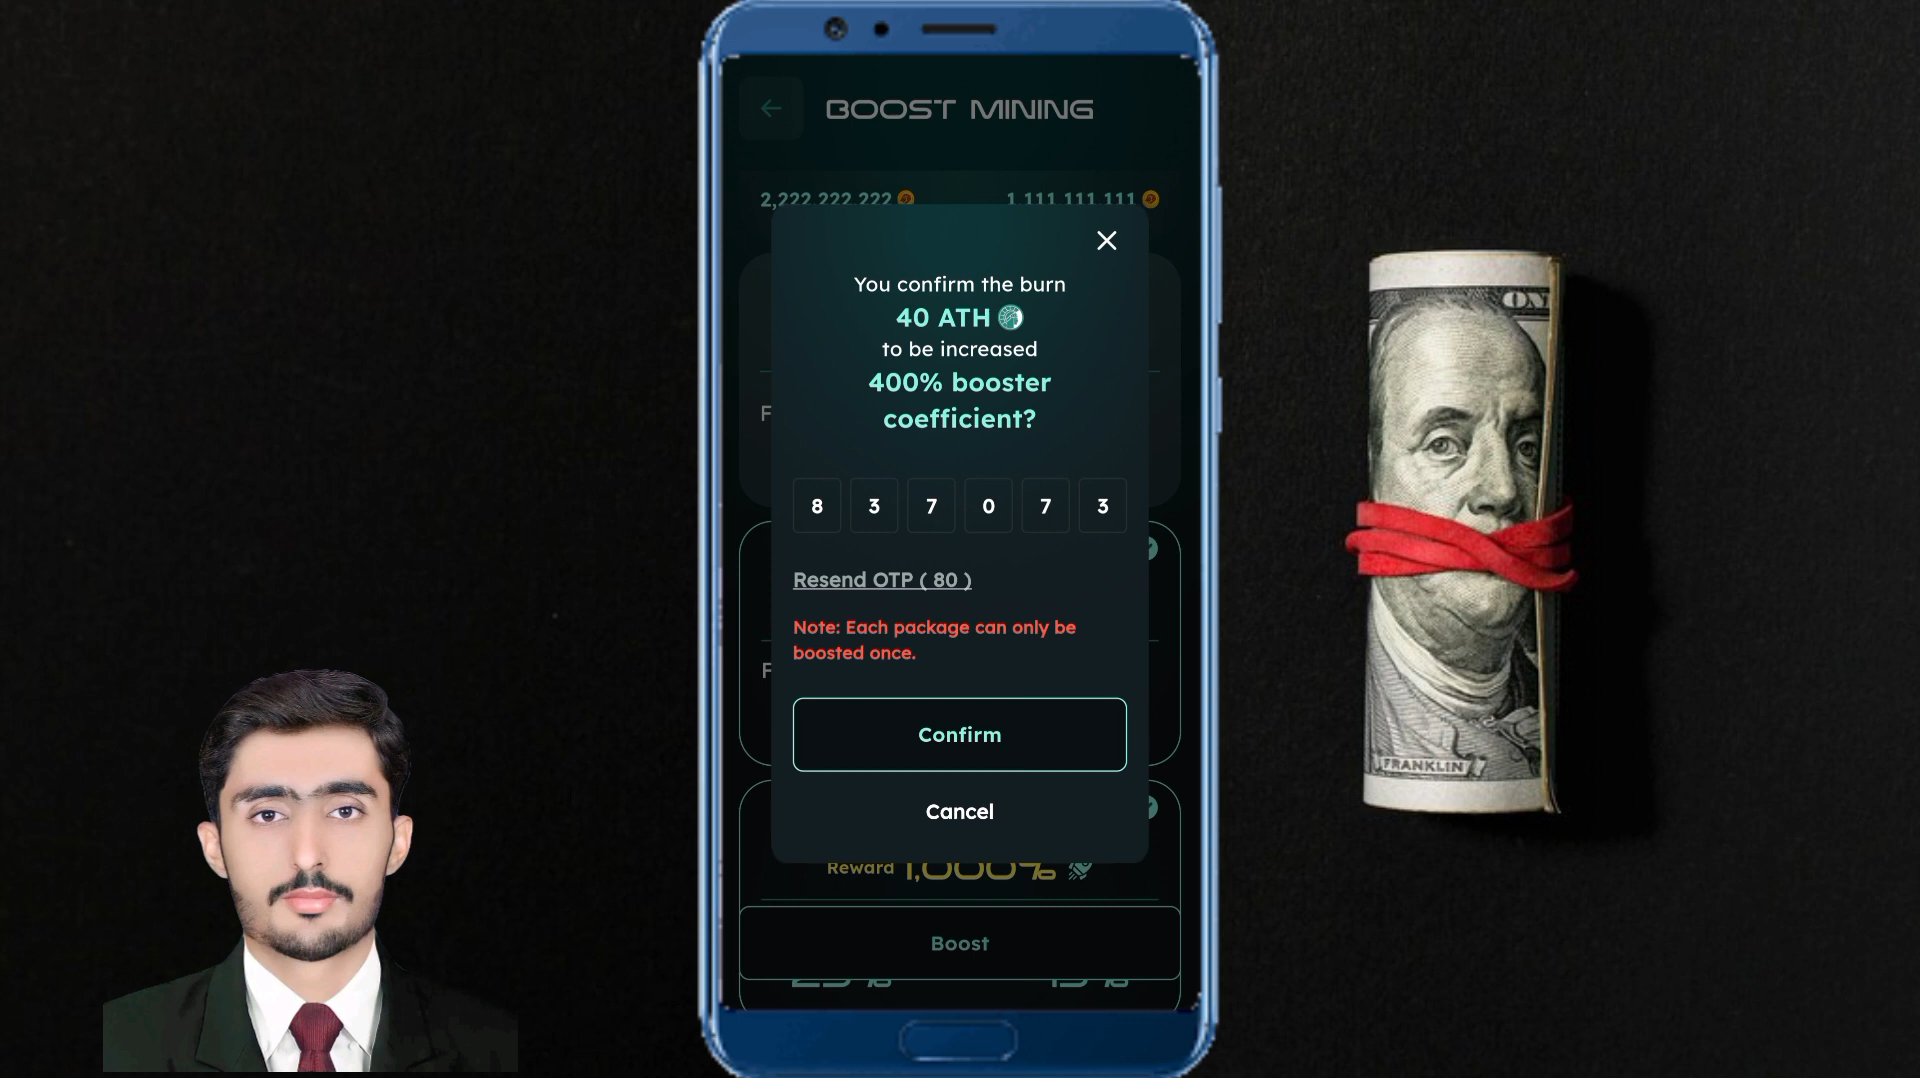 BOOST MINING
2,222,222,222
1,111,111,111
You confirm the burn
40 ATH
to be increased
400% booster
coefficient?
8 3 7 0 7 3
Resend OTP ( 80 )
Note: Each package can only be
boosted once.
Confirm
Cancel
Reward 1,000%
Boost
FRANKLIN